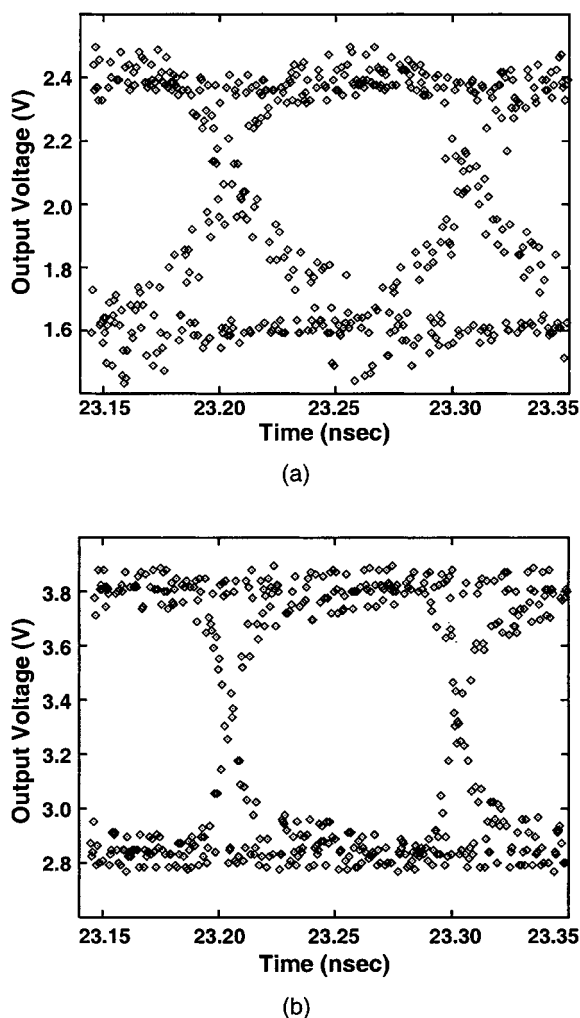 Output Voltage (V)
2.4
2.2
2.0
1.8
1.6
23.15 23.20 23.25 23.30 23.35
Time (nsec)
(a)
Output Voltage (V)
3.8
3.6
3.4
3.2
3.0
2.8
23.15 23.20 23.25 23.30 23.35
Time (nsec)
(b)